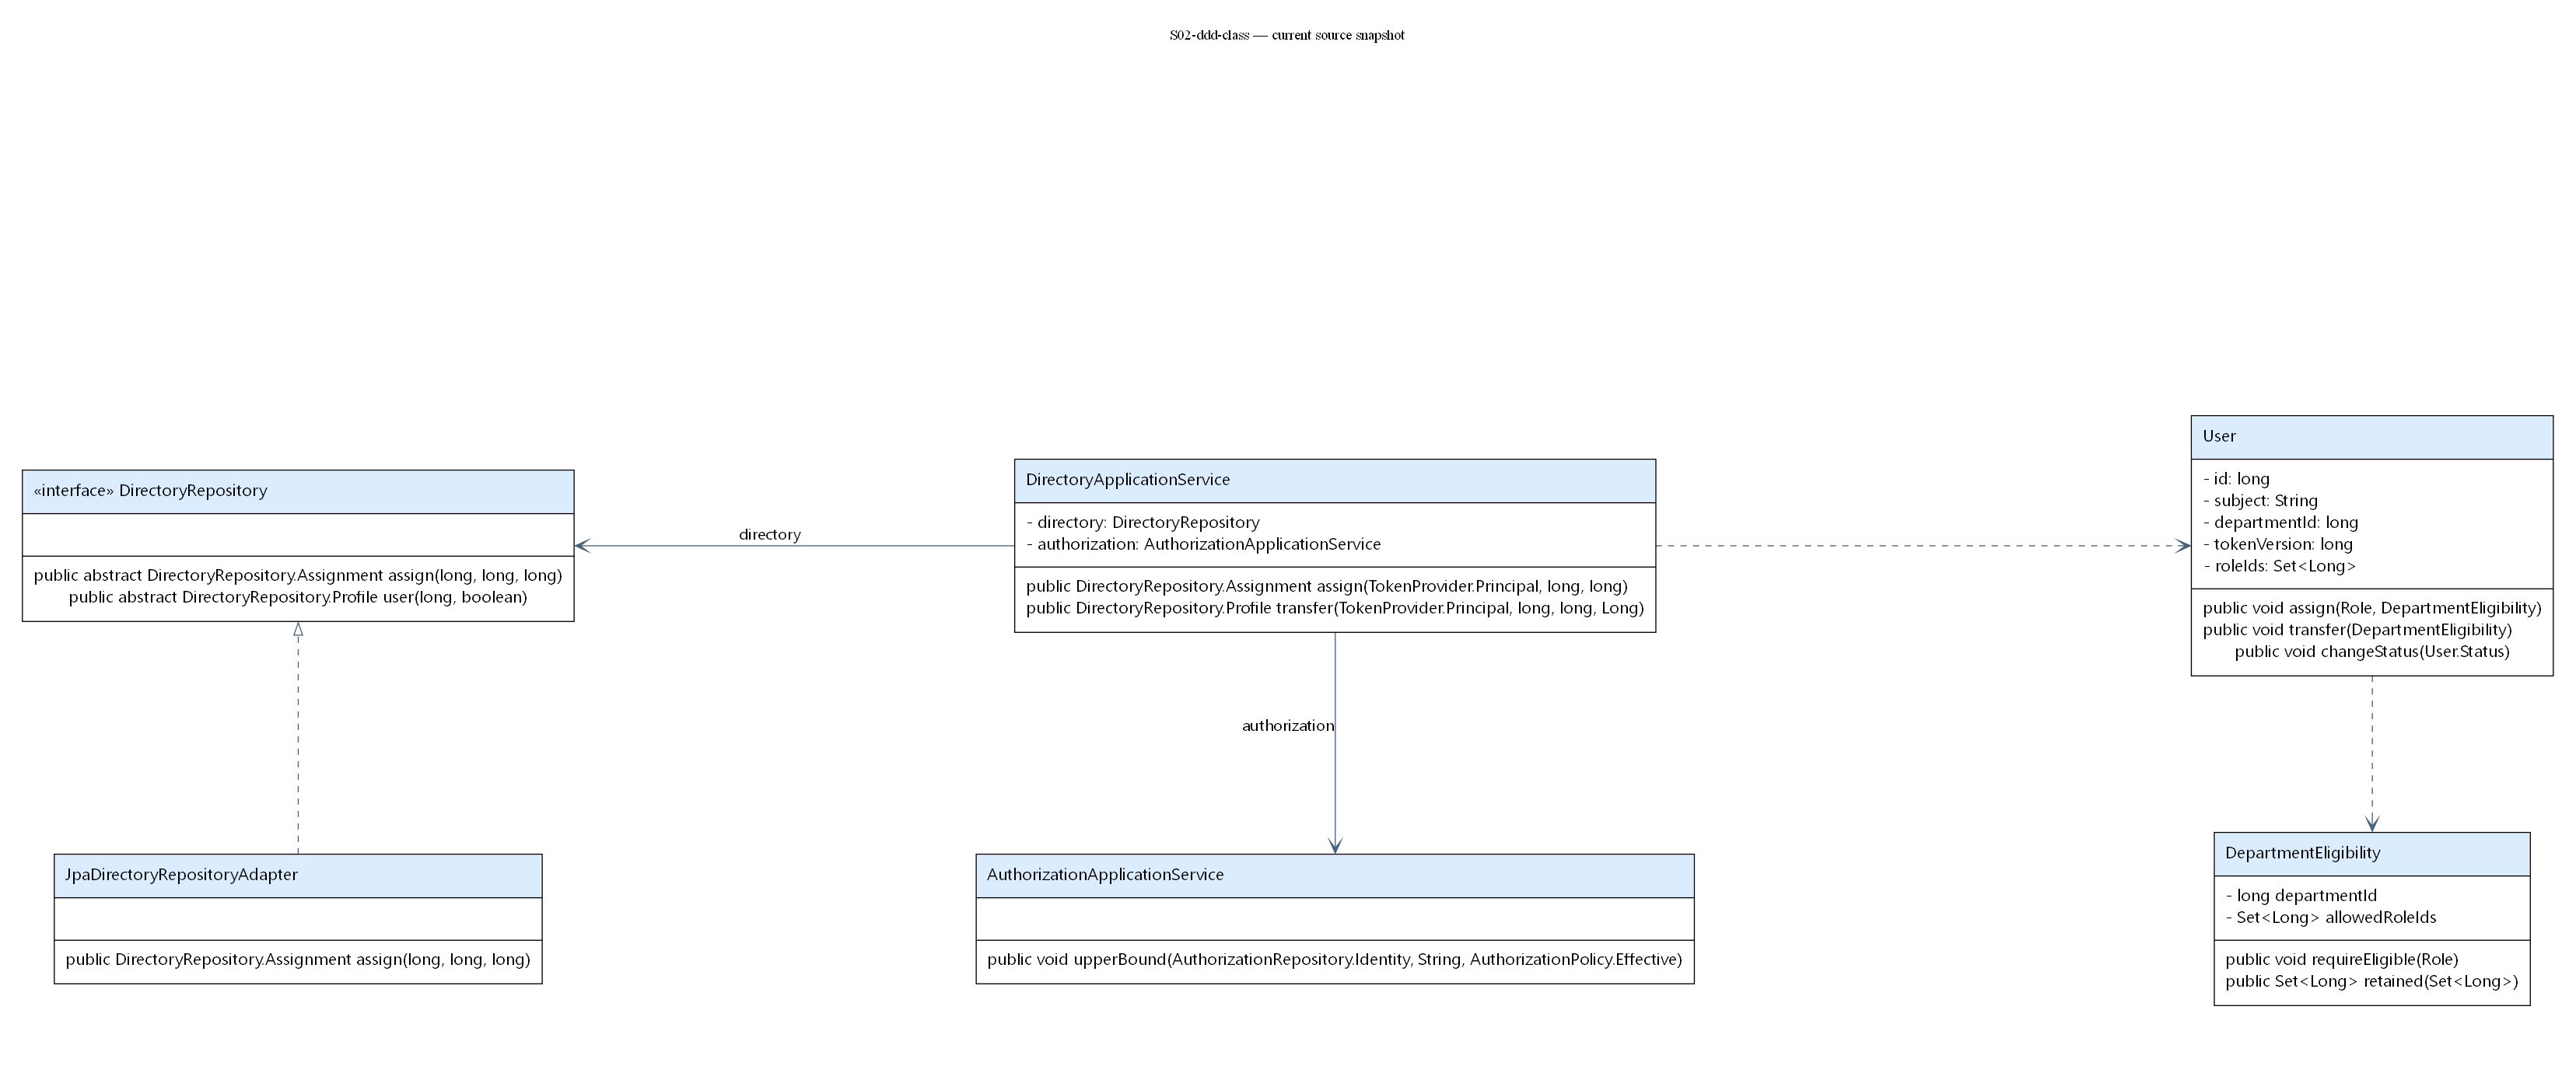 S02-ddd-class — current source snapshot
«interface» DirectoryRepository
public abstract DirectoryRepository.Assignment assign(long, long, long)
public abstract DirectoryRepository.Profile user(long, boolean)
directory
DirectoryApplicationService
- directory: DirectoryRepository
- authorization: AuthorizationApplicationService
public DirectoryRepository.Assignment assign(TokenProvider.Principal, long, long)
public DirectoryRepository.Profile transfer(TokenProvider.Principal, long, long, Long)
User
- id: long
- subject: String
- departmentId: long
- tokenVersion: long
- roleIds: Set<Long>
public void assign(Role, DepartmentEligibility)
public void transfer(DepartmentEligibility)
public void changeStatus(User.Status)
authorization
JpaDirectoryRepositoryAdapter
public DirectoryRepository.Assignment assign(long, long, long)
AuthorizationApplicationService
public void upperBound(AuthorizationRepository.Identity, String, AuthorizationPolicy.Effective)
DepartmentEligibility
- long departmentId
- Set<Long> allowedRoleIds
public void requireEligible(Role)
public Set<Long> retained(Set<Long>)